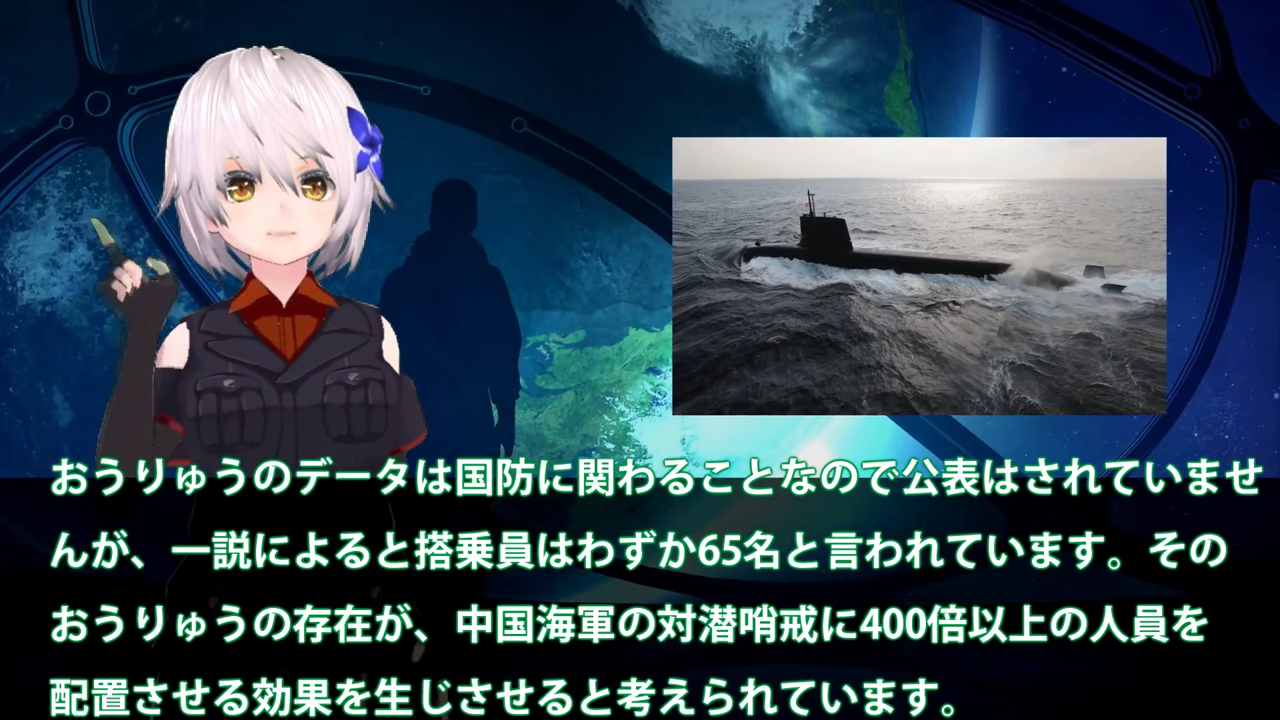 おうりゅうのデータは国防に関わることなので公表はされていませ
んが、一説によると搭乗員はわずか65名と言われています。その
おうりゅうの存在が、中国海軍の対潜哨戒に400倍以上の人員を
配置させる効果を生じさせると考えられています。